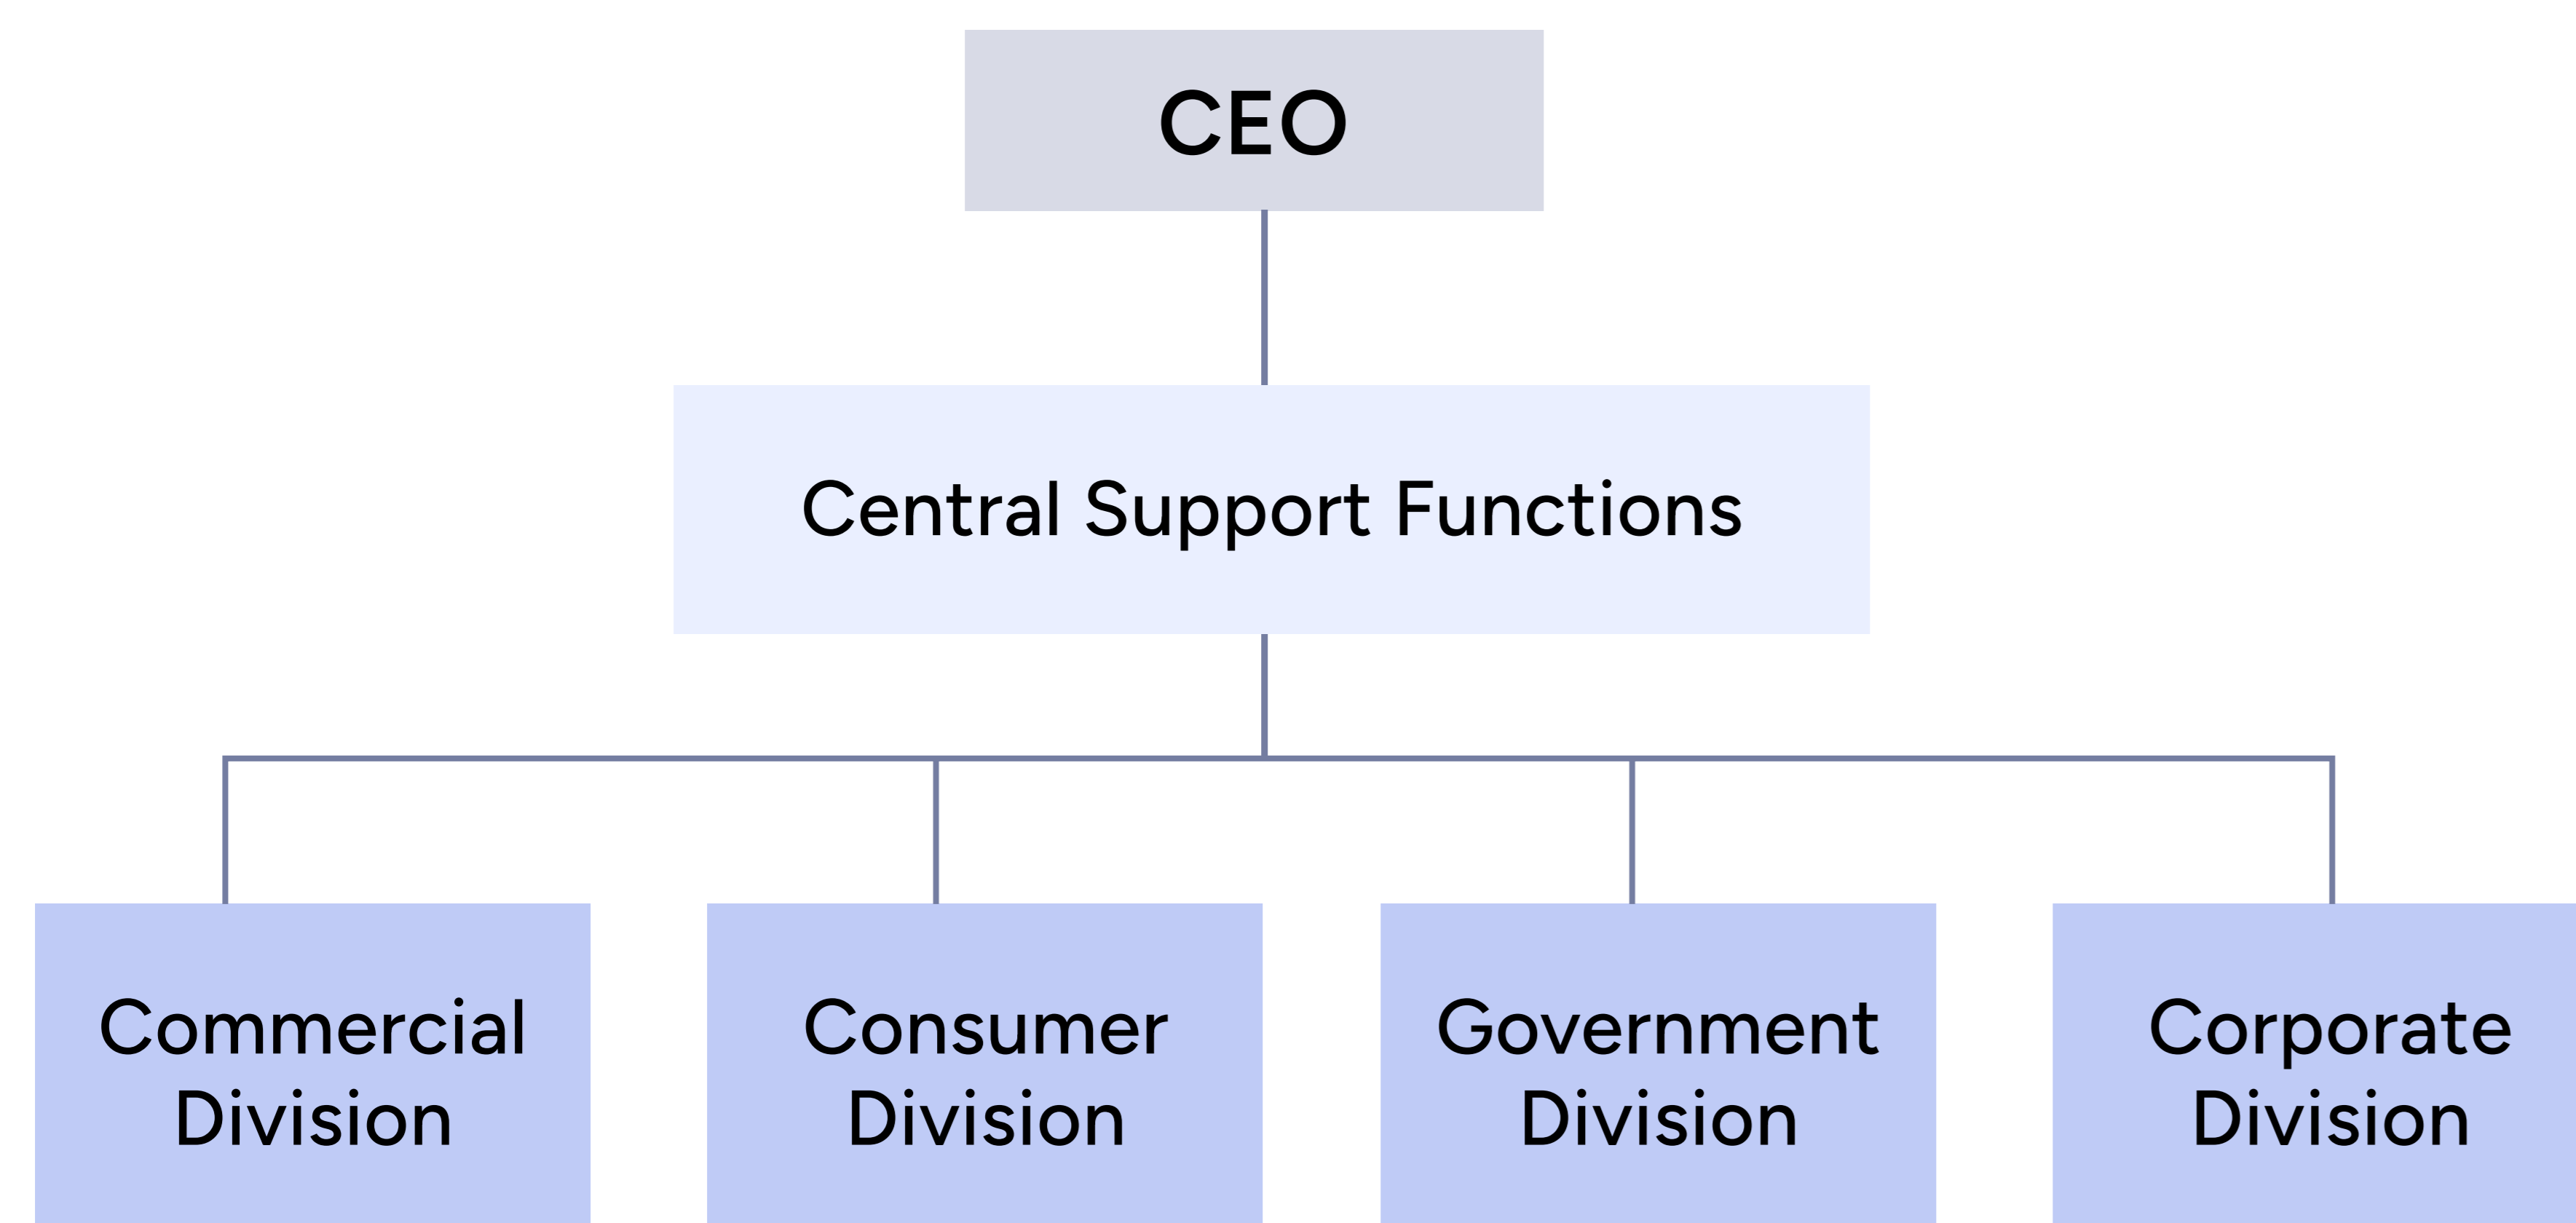 CEO
Central Support Functions
Commercial
Division
Consumer
Division
Government
Division
Corporate
Division